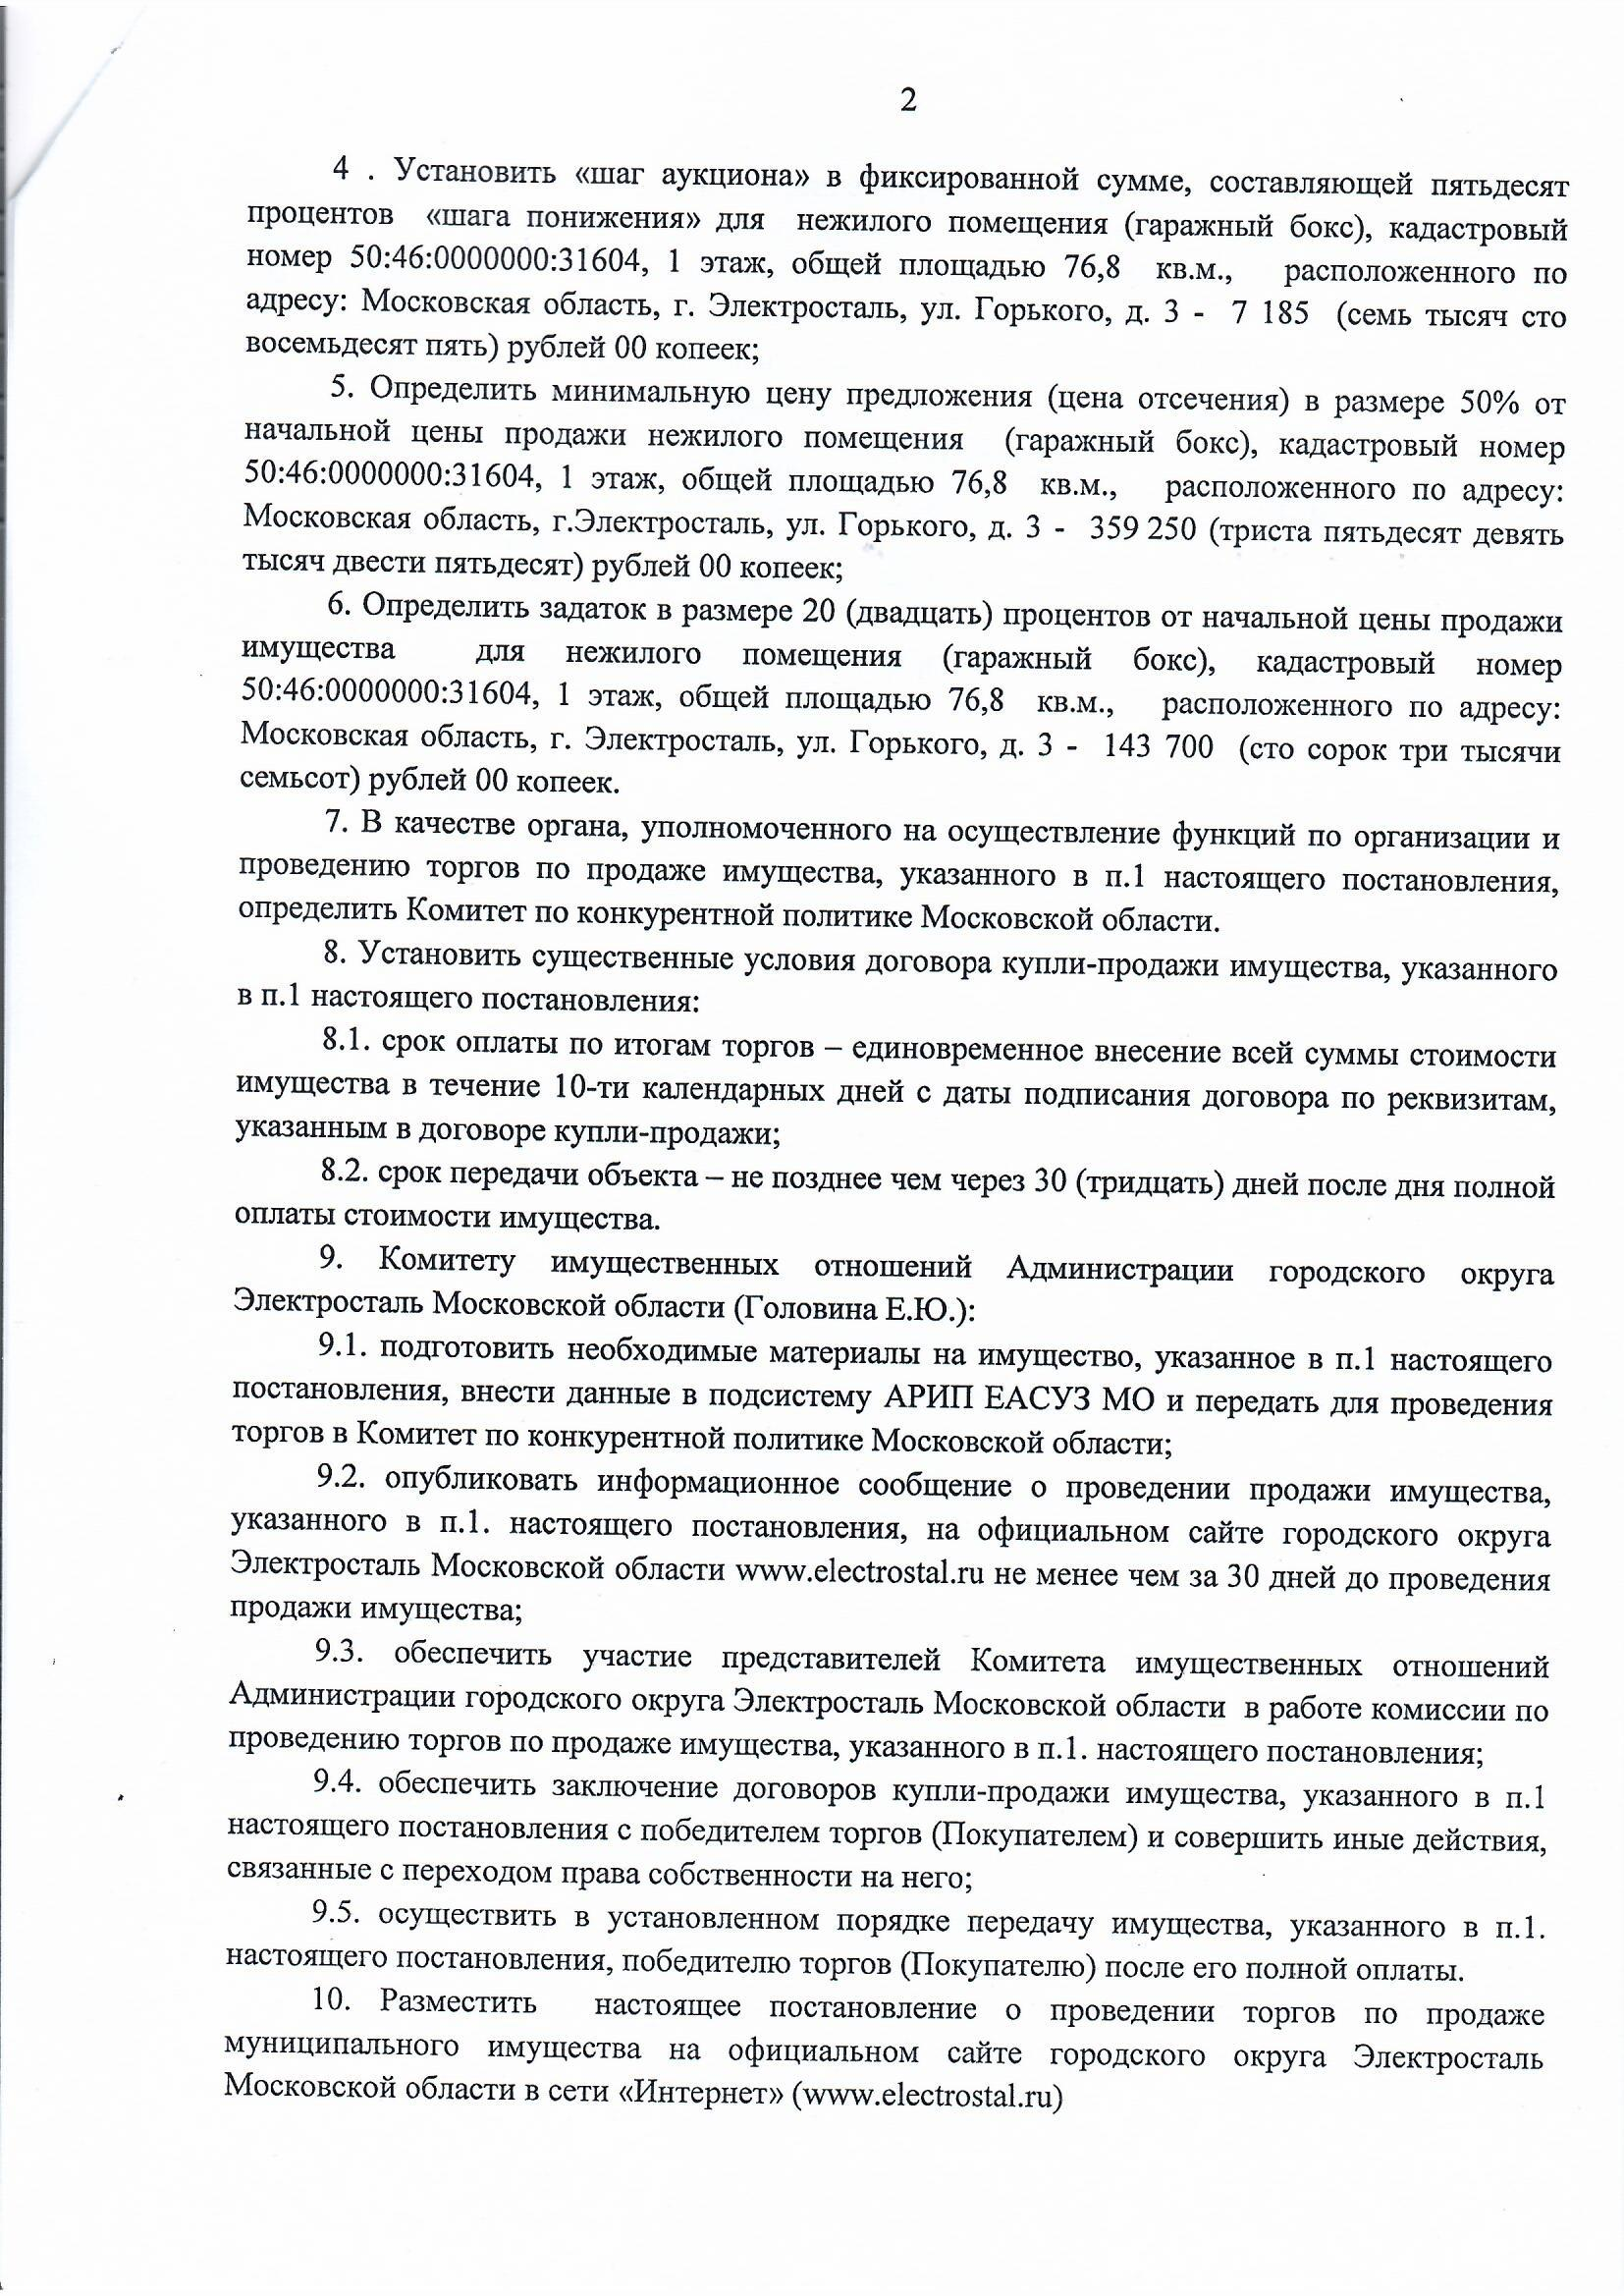 2
4 . Установить «шаг аукциона» в фиксированной сумме, составляющей пятьдесят
процентов «шага понижения» для нежилого помещения (гаражный бокс), кадастровый
номер 50:46:0000000:31604, 1 этаж, общей площадью 76,8 кв.м., расположенного по
адресу: Московская область, г. Электросталь, ул. Горького, д. 3 - 7 185 (семь тысяч сто
восемьдесят пять) рублей 00 копеек;
5. Определить минимальную цену предложения (цена отсечения) в размере 50% от
начальной цены продажи нежилого помещения (гаражный бокс), кадастровый номер
50:46:0000000:31604, 1 этаж, общей площадью 76,8 кв.м., расположенного по адресу:
Московская область, г.Электросталь, ул. Горького, д. 3 - 359 250 (триста пятьдесят девять
тысяч двести пятьдесят) рублей 00 копеек;
6. Определить задаток в размере 20 (двадцать) процентов от начальной цены продажи
имущества для нежилого помещения (гаражный бокс), кадастровый номер
50:46:0000000:31604, 1 этаж, общей площадью 76,8 кв.м., расположенного по адресу:
Московская область, г. Электросталь, ул. Горького, д. 3 - 143 700 (сто сорок три тысячи
семьсот) рублей 00 копеек.
7. В качестве органа, уполномоченного на осуществление функций по организации и
проведению торгов по продаже имущества, указанного в п.1 настоящего постановления,
определить Комитет по конкурентной политике Московской области.
8. Установить существенные условия договора купли-продажи имущества, указанного
в п.1 настоящего постановления:
8.1. срок оплаты по итогам торгов – единовременное внесение всей суммы стоимости
имущества в течение 10-ти календарных дней с даты подписания договора по реквизитам,
указанным в договоре купли-продажи;
8.2. срок передачи объекта – не позднее чем через 30 (тридцать) дней после дня полной
оплаты стоимости имущества.
9. Комитету имущественных отношений Администрации городского округа
Электросталь Московской области (Головина Е.Ю.):
9.1. подготовить необходимые материалы на имущество, указанное в п.1 настоящего
постановления, внести данные в подсистему АРИП ЕАСУЗ МО и передать для проведения
торгов в Комитет по конкурентной политике Московской области;
9.2. опубликовать информационное сообщение о проведении продажи имущества,
указанного в п.1. настоящего постановления, на официальном сайте городского округа
Электросталь Московской области www.electrostal.ru не менее чем за 30 дней до проведения
продажи имущества;
9.3. обеспечить участие представителей Комитета имущественных отношений
Администрации городского округа Электросталь Московской области в работе комиссии по
проведению торгов по продаже имущества, указанного в п.1. настоящего постановления;
9.4. обеспечить заключение договоров купли-продажи имущества, указанного в п.1
настоящего постановления с победителем торгов (Покупателем) и совершить иные действия,
связанные с переходом права собственности на него;
9.5. осуществить в установленном порядке передачу имущества, указанного в п.1.
настоящего постановления, победителю торгов (Покупателю) после его полной оплаты.
10. Разместить настоящее постановление о проведении торгов по продаже
муниципального имущества на официальном сайте городского округа Электросталь
Московской области в сети «Интернет» (www.electrostal.ru)